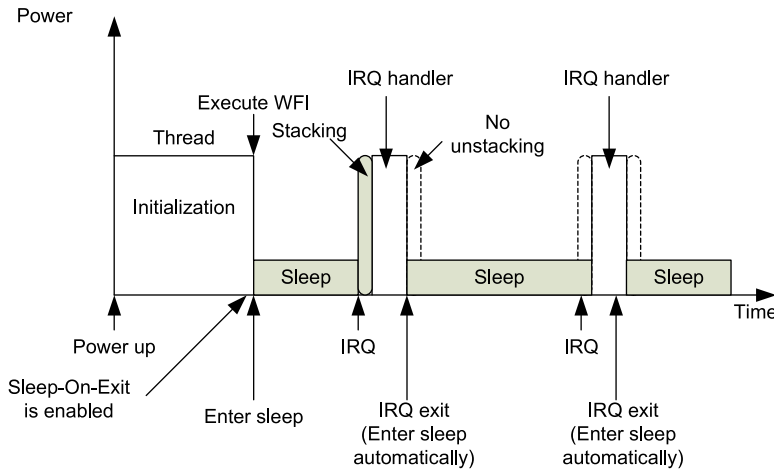 Power
IRQ handler
IRQ handler
Execute WFI
Stacking
No
unstacking
Thread
Initialization
Sleep
Sleep
Sleep
Time
Power up
IRQ
IRQ
Sleep-On-Exit
is enabled
Enter sleep
IRQ exit
(Enter sleep
automatically)
IRQ exit
(Enter sleep
automatically)